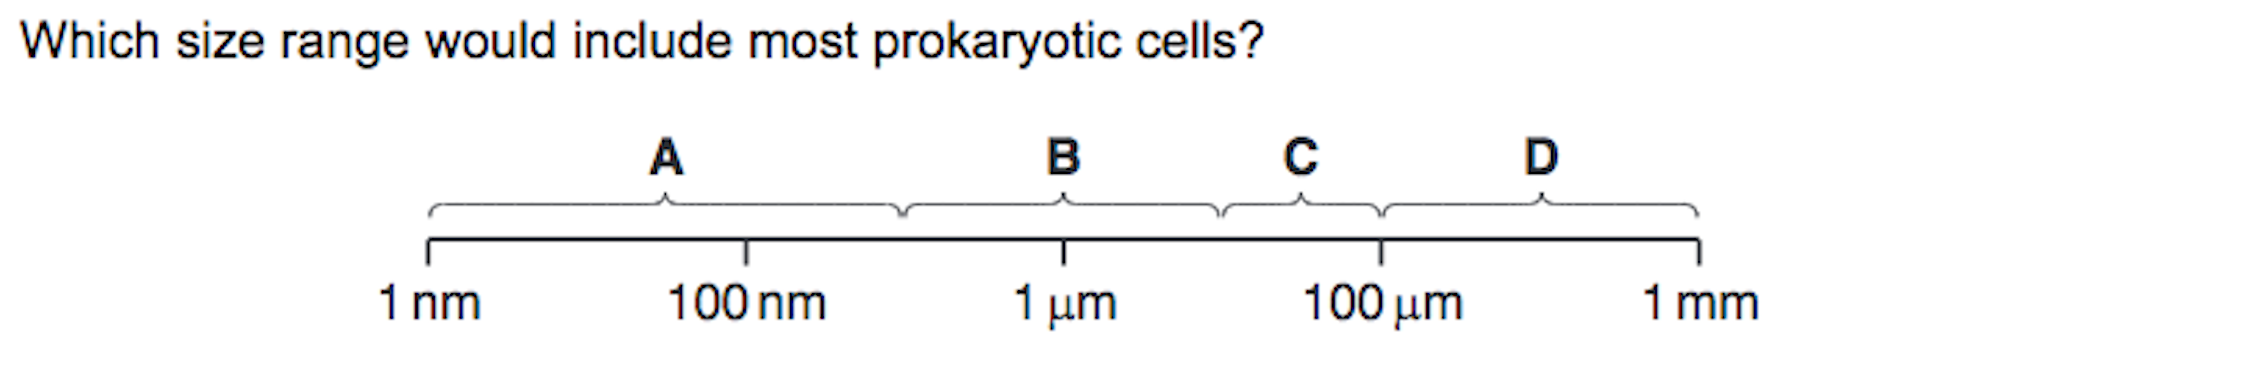 Which size range would include most prokaryotic cells?
A B C D
1 nm 100 nm 1 μm 100 μm 1 mm